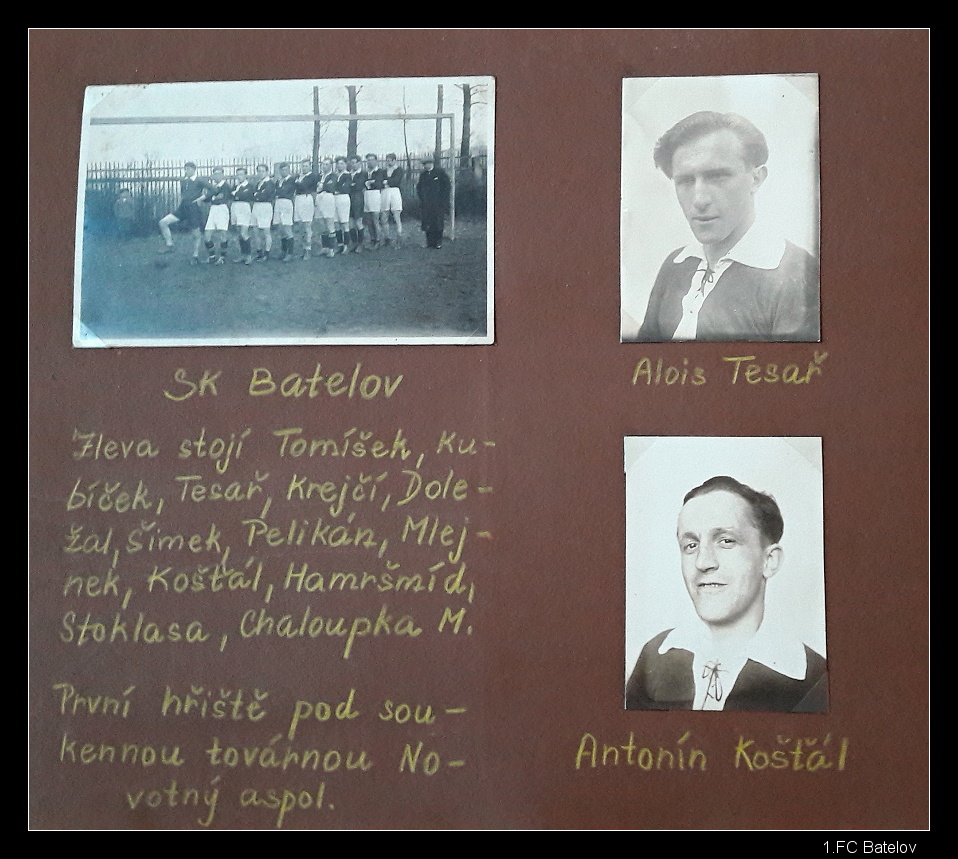 SK Batelov
Zleva stojí Tomíšek, Ku-
bíček, Tesař, Krejčí, Dole-
žal, Šimek, Pelikán, Mlej-
nek, Košťál, Hamršmíd,
Stoklasa, Chaloupka M.
První hřiště pod sou-
kennou továrnou No-
votný aspol.
Alois Tesař
Antonín Košťál
1.FC Batelov